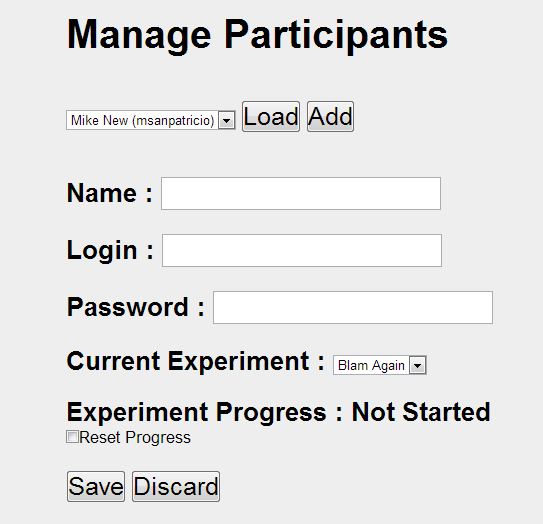 Manage Participants
Mike New (msanpatricio) Load Add
Name :
Login :
Password :
Current Experiment : Blam Again
Experiment Progress : Not Started
Reset Progress
Save Discard